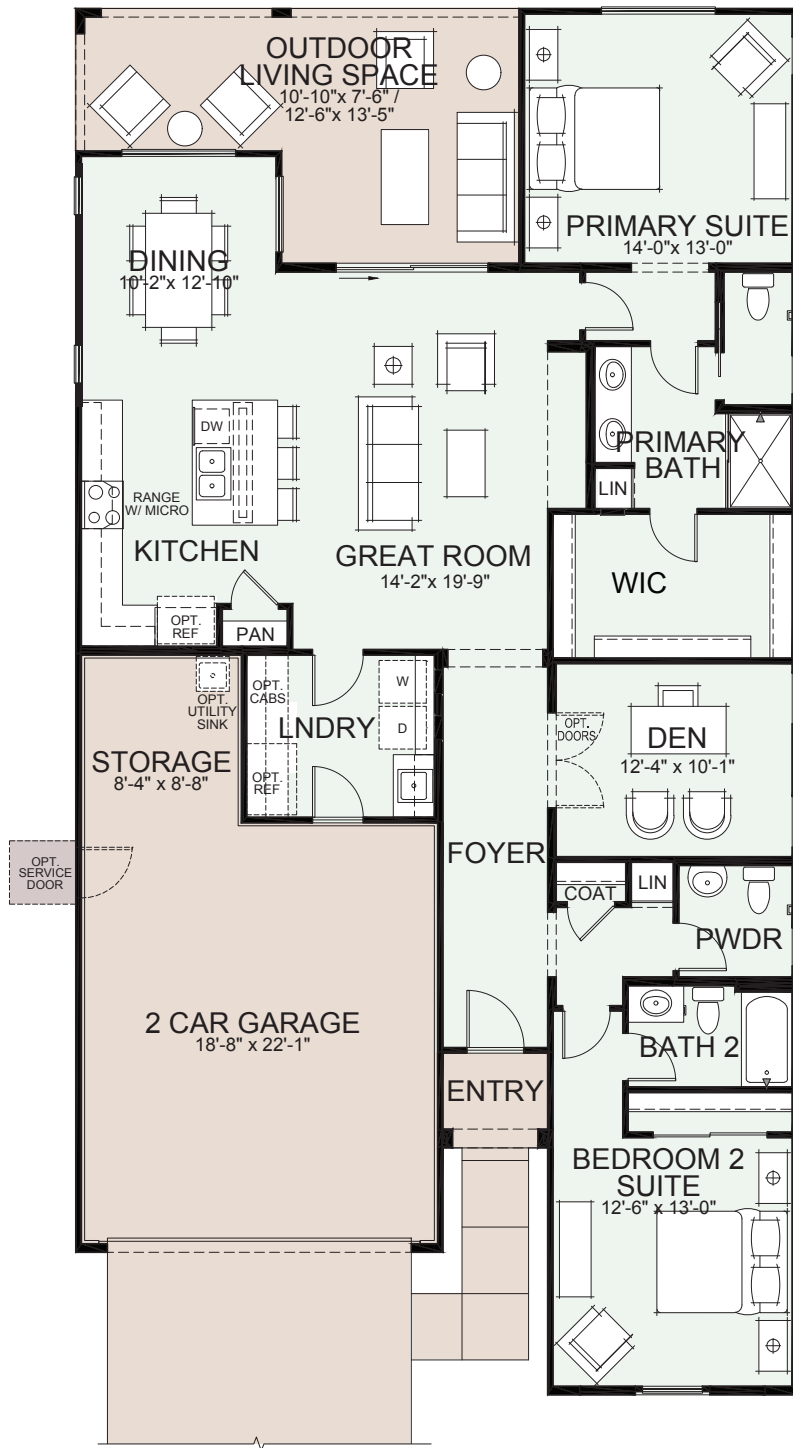 OUTDOOR
LIVING SPACE
10'-10"x 7'-6" /
12'-6"x 13'-5"
PRIMARY SUITE
14'-0"x 13'-0"
DINING
10'-2"x 12'-10"
DW
RANGE
W/ MICRO
KITCHEN
OPT.
REF
PAN
GREAT ROOM
14'-2"x 19'-9"
PRIMARY
BATH
LIN
WIC
OPT.
UTILITY
SINK
STORAGE
8'-4" x 8'-8"
OPT.
CABS
LNDRY
W
D
OPT.
REF
OPT.
DOORS
DEN
12'-4" x 10'-1"
OPT.
SERVICE
DOOR
FOYER
COAT
LIN
PWDR
2 CAR GARAGE
18'-8" x 22'-1"
BATH 2
ENTRY
BEDROOM 2
SUITE
12'-6" x 13'-0"